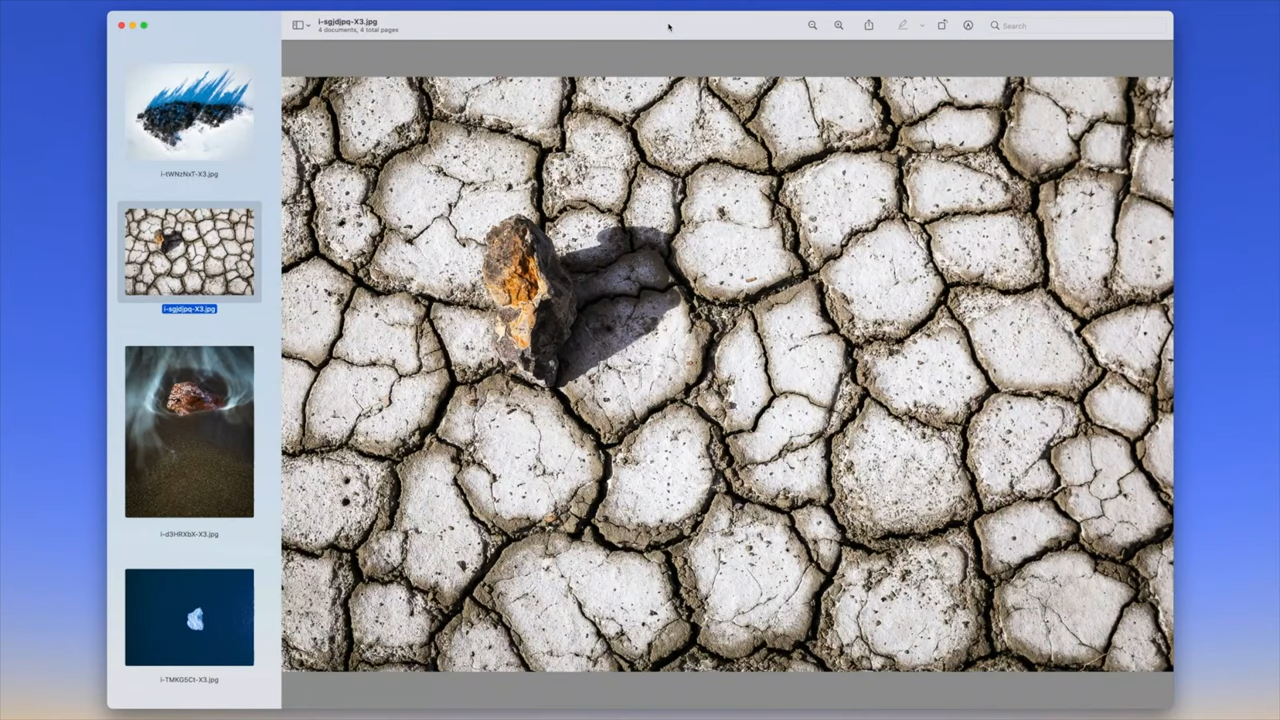 i-sgjdjpq-X3.jpg
4 documents, 4 total pages
Search
i-tWNzNxT-X3.jpg
i-sgjdjpq-X3.jpg
i-d3HRXbX-X3.jpg
i-TMKG5Ct-X3.jpg